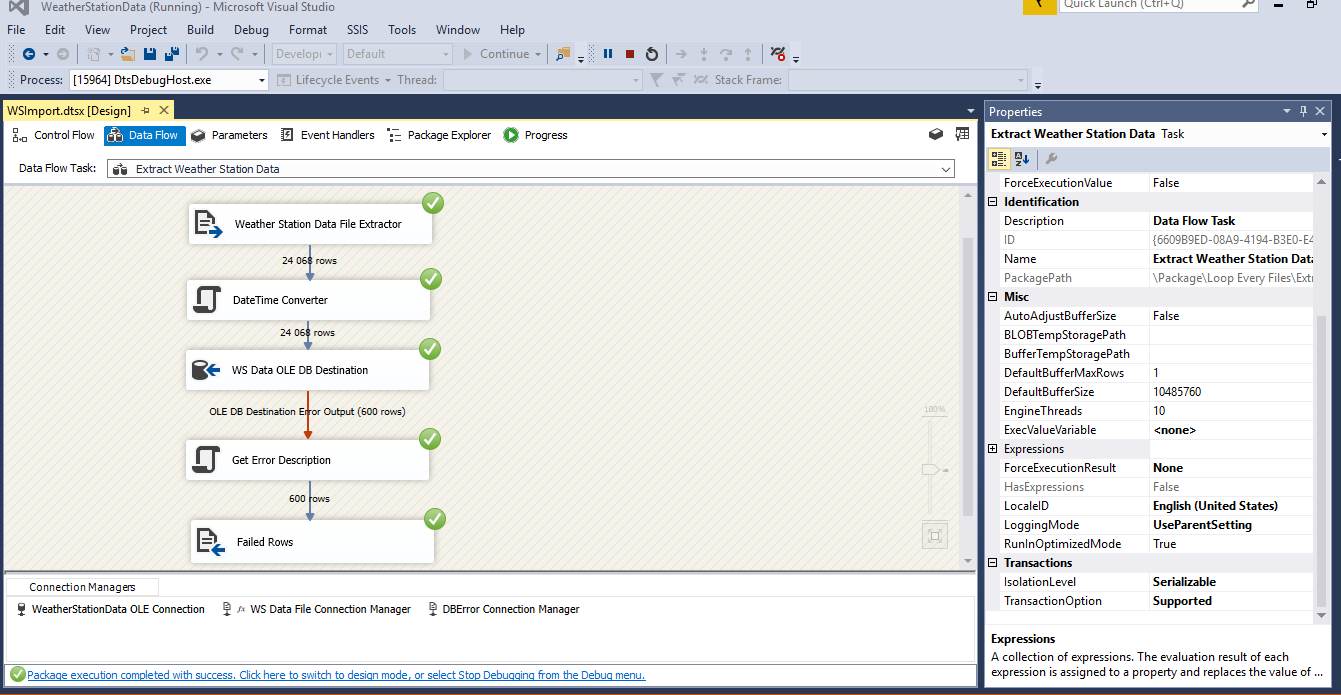 WeatherStationData (Running) - Microsoft Visual Studio
Quick Launch (Ctrl+Q)
File Edit View Project Build Debug Format SSIS Tools Window Help
Develop Default Continue
Process: [15964] DtsDebugHost.exe Lifecycle Events Thread: Stack Frame:
WSImport.dtsx [Design]
Control Flow Data Flow Parameters Event Handlers Package Explorer Progress
Data Flow Task: Extract Weather Station Data
Weather Station Data File Extractor
24 068 rows
DateTime Converter
24 068 rows
WS Data OLE DB Destination
OLE DB Destination Error Output (600 rows)
Get Error Description
600 rows
Failed Rows
100%
Connection Managers
WeatherStationData OLE Connection fx WS Data File Connection Manager DBError Connection Manager
Package execution completed with success. Click here to switch to design mode, or select Stop Debugging from the Debug menu.
Properties
Extract Weather Station Data Task
ForceExecutionValue False
Identification
Description Data Flow Task
ID {6609B9ED-08A9-4194-B3E0-E4
Name Extract Weather Station Data
PackagePath \Package\Loop Every Files\Extr
Misc
AutoAdjustBufferSize False
BLOBTempStoragePath
BufferTempStoragePath
DefaultBufferMaxRows 1
DefaultBufferSize 10485760
EngineThreads 10
ExecValueVariable <none>
Expressions
ForceExecutionResult None
HasExpressions False
LocaleID English (United States)
LoggingMode UseParentSetting
RunInOptimizedMode True
Transactions
IsolationLevel Serializable
TransactionOption Supported
Expressions
A collection of expressions. The evaluation result of each
expression is assigned to a property and replaces the value of ...